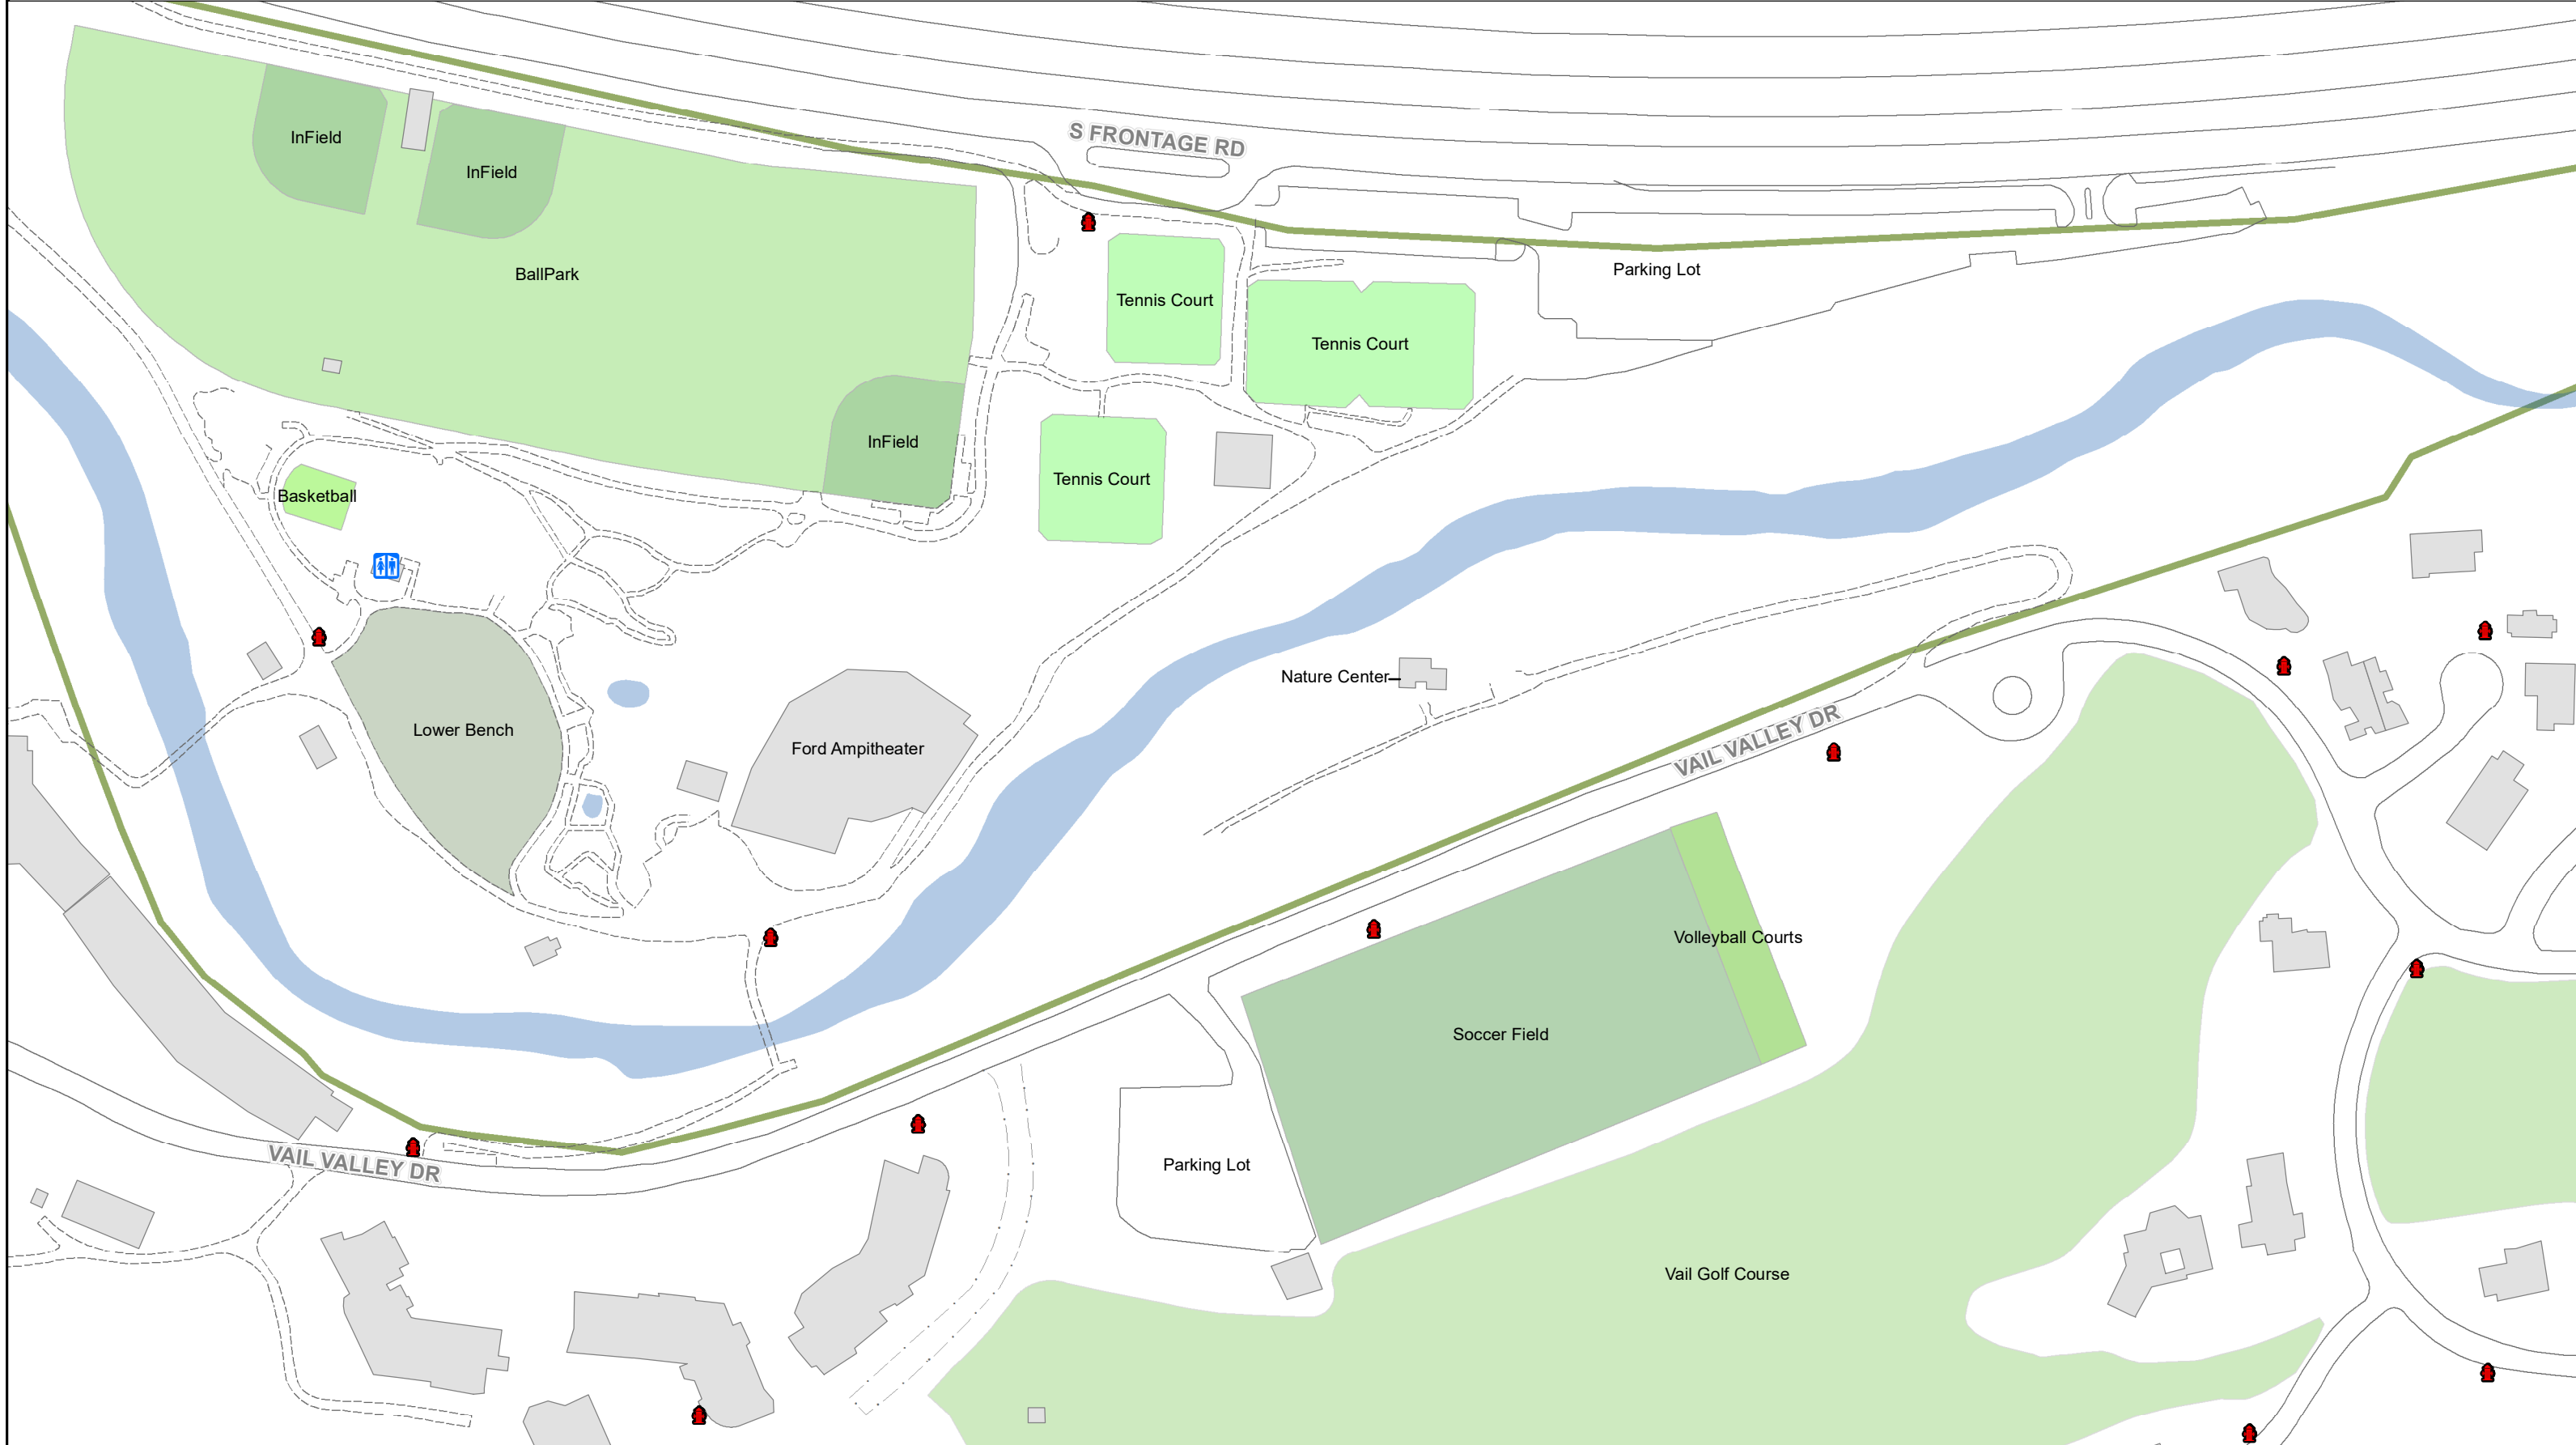 S FRONTAGE RD
InField
InField
BallPark
Parking Lot
Tennis Court
Tennis Court
InField
Tennis Court
Basketball
Nature Center
Lower Bench
Ford Ampitheater
VAIL VALLEY DR
Volleyball Courts
Soccer Field
VAIL VALLEY DR
Parking Lot
Vail Golf Course